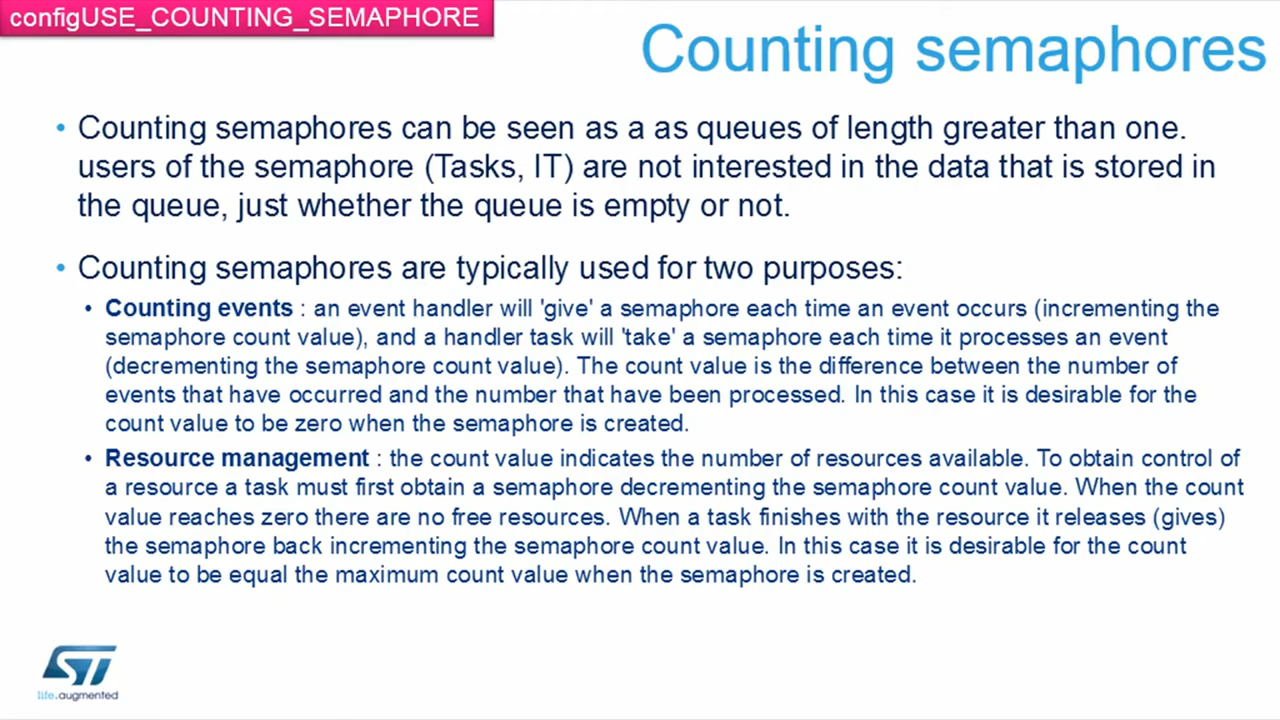 configUSE_COUNTING_SEMAPHORE
Counting semaphores
• Counting semaphores can be seen as a as queues of length greater than one.
users of the semaphore (Tasks, IT) are not interested in the data that is stored in
the queue, just whether the queue is empty or not.
• Counting semaphores are typically used for two purposes:
• Counting events : an event handler will 'give' a semaphore each time an event occurs (incrementing the
semaphore count value), and a handler task will 'take' a semaphore each time it processes an event
(decrementing the semaphore count value). The count value is the difference between the number of
events that have occurred and the number that have been processed. In this case it is desirable for the
count value to be zero when the semaphore is created.
• Resource management : the count value indicates the number of resources available. To obtain control of
a resource a task must first obtain a semaphore decrementing the semaphore count value. When the count
value reaches zero there are no free resources. When a task finishes with the resource it releases (gives)
the semaphore back incrementing the semaphore count value. In this case it is desirable for the count
value to be equal the maximum count value when the semaphore is created.
ST
life.augmented